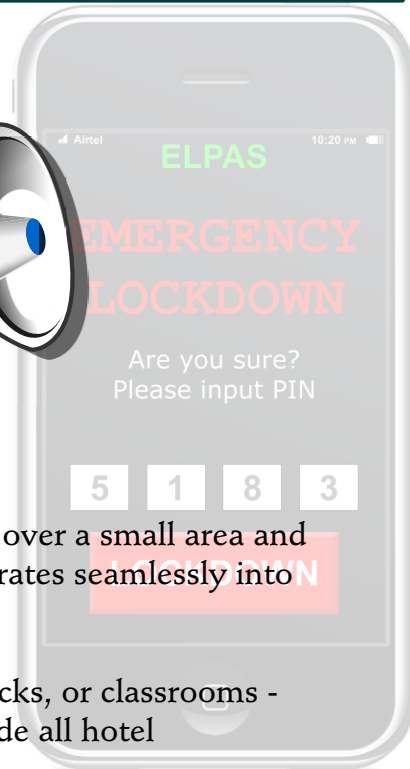 Airtel 10:20 PM
ELPAS
EMERGENCY
LOCKDOWN
Are you sure?
Please input PIN
5 1 8 3
over a small area and
LOCKDOWN
rates seamlessly into
cks, or classrooms -
de all hotel